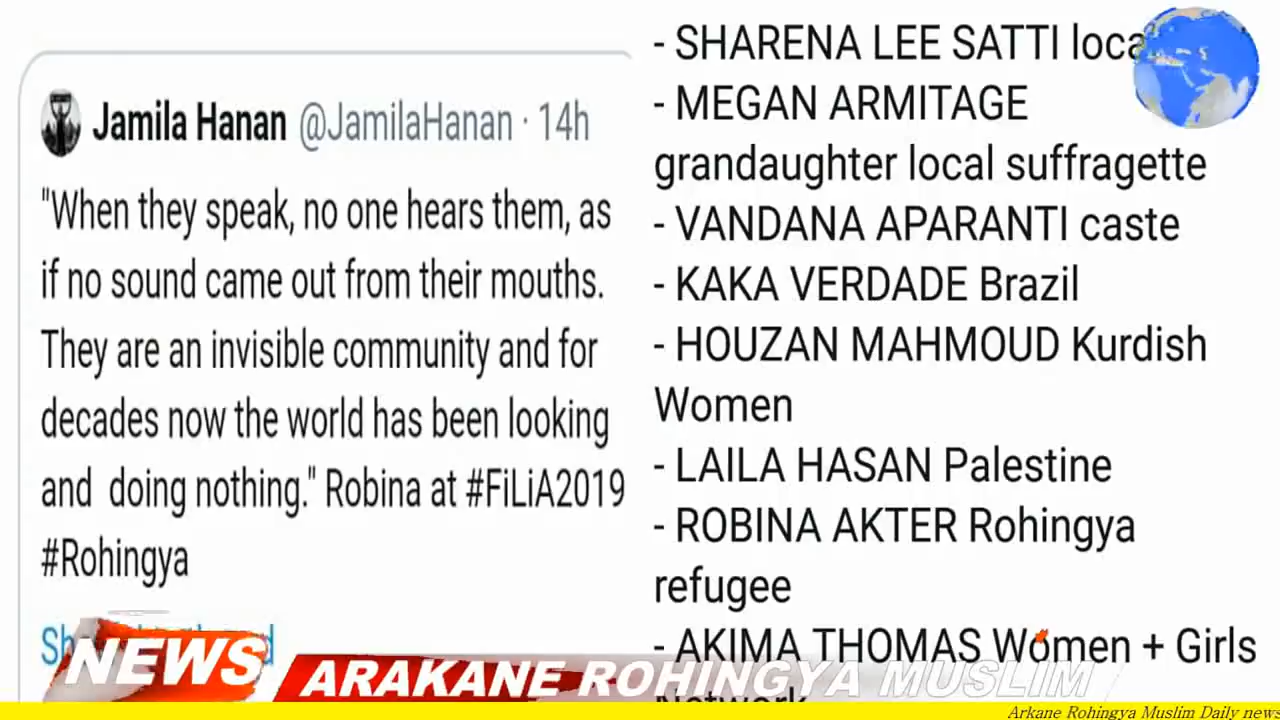 Jamila Hanan @JamilaHanan · 14h
"When they speak, no one hears them, as
if no sound came out from their mouths.
They are an invisible community and for
decades now the world has been looking
and doing nothing." Robina at #FiLiA2019
#Rohingya
- SHARENA LEE SATTI
- MEGAN ARMITAGE
grandaughter local suffragette
- VANDANA APARANTI caste
- KAKA VERDADE Brazil
- HOUZAN MAHMOUD Kurdish
Women
- LAILA HASAN Palestine
- ROBINA AKTER Rohingya
refugee
- AKIMA THOMAS Women + Girls
Network
NEWS
ARAKANE ROHINGYA MUSLIM
Arkane Rohingya Muslim Daily news